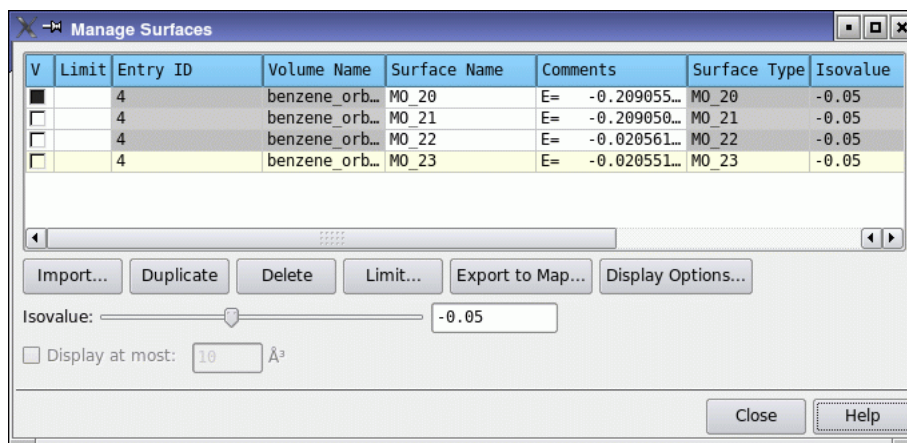 Manage Surfaces
V Limit Entry ID Volume Name Surface Name Comments Surface Type Isovalue
4 benzene_orb… MO_20 E= -0.209055… MO_20 -0.05
4 benzene_orb… MO_21 E= -0.209050… MO_21 -0.05
4 benzene_orb… MO_22 E= -0.020561… MO_22 -0.05
4 benzene_orb… MO_23 E= -0.020551… MO_23 -0.05
Import... Duplicate Delete Limit... Export to Map... Display Options...
Isovalue: -0.05
Display at most: 10 Å³
Close Help